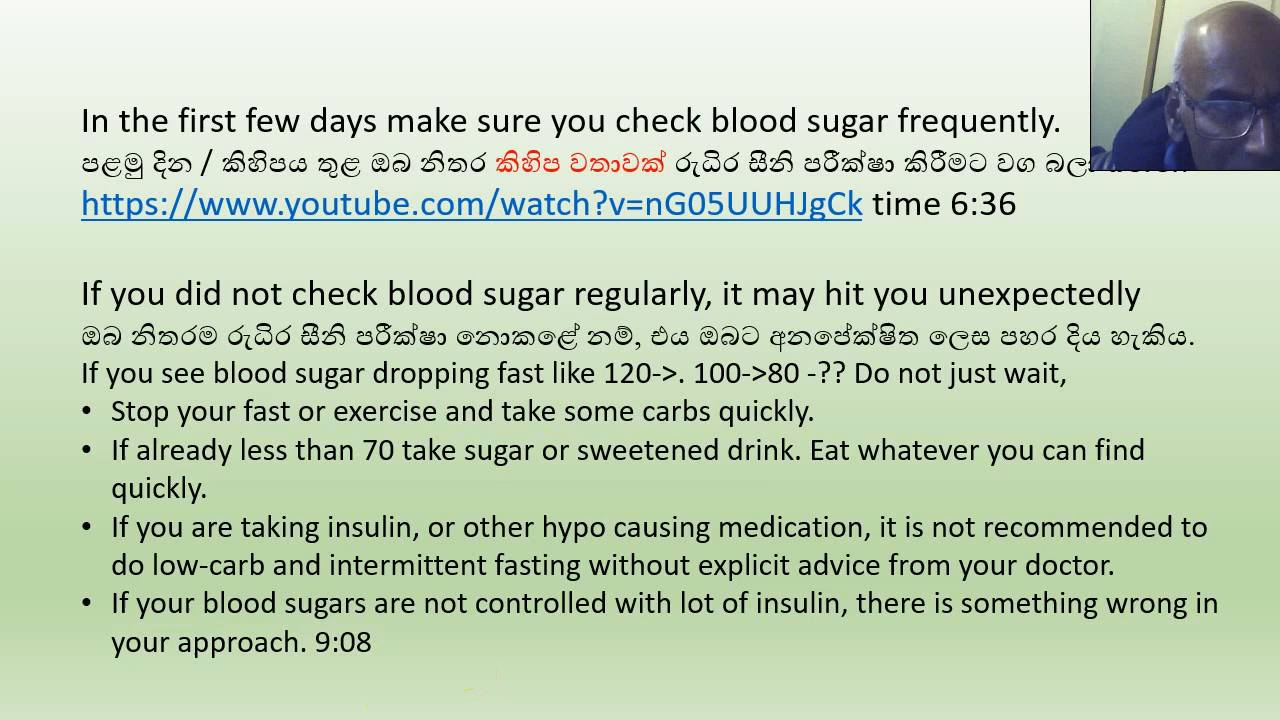 In the first few days make sure you check blood sugar frequently.
පළමු දින / කිහිපය තුළ ඔබ නිතර කිහිප වතාවක් රුධිර සීනි පරීක්ෂා කිරීමට වග
https://www.youtube.com/watch?v=nG05UUHJgCk time 6:36
If you did not check blood sugar regularly, it may hit you unexpectedly
ඔබ නිතරම රුධිර සීනි පරීක්ෂා නොකළේ නම්, එය ඔබට අනපේක්ෂිත ලෙස පහර දිය හැකිය.
If you see blood sugar dropping fast like 120->. 100->80 -?? Do not just wait,
• Stop your fast or exercise and take some carbs quickly.
• If already less than 70 take sugar or sweetened drink. Eat whatever you can find
quickly.
• If you are taking insulin, or other hypo causing medication, it is not recommended to
do low-carb and intermittent fasting without explicit advice from your doctor.
• If your blood sugars are not controlled with lot of insulin, there is something wrong in
your approach. 9:08